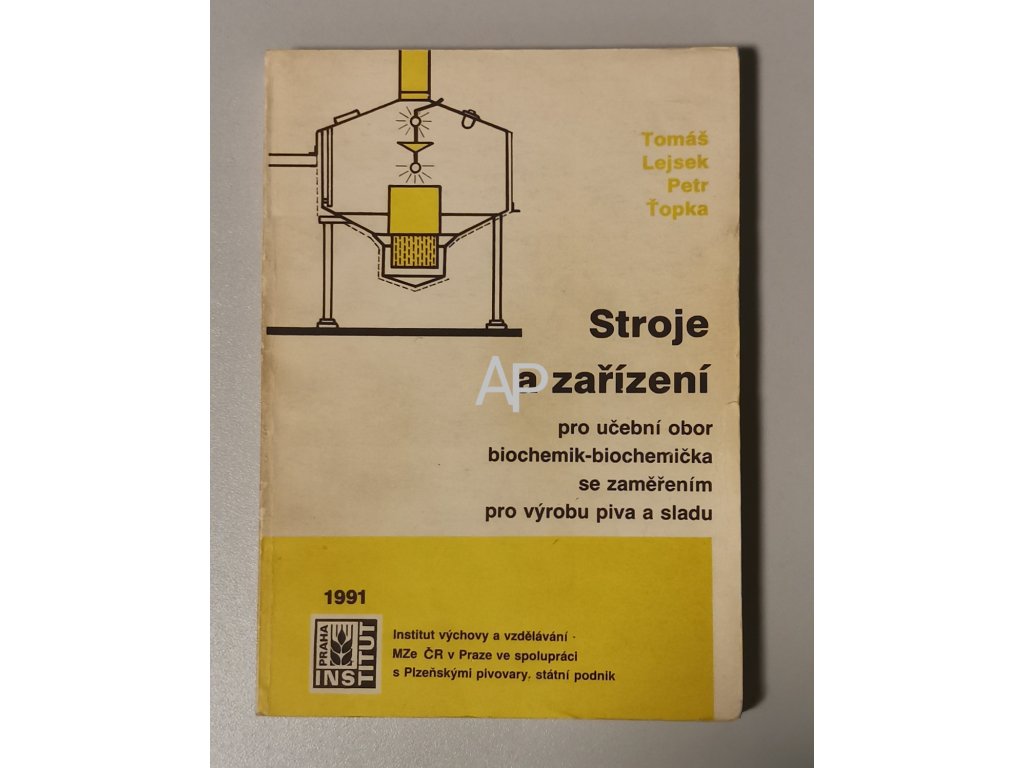 Tomáš
Lejsek
Petr
Ťopka
Stroje
a zařízení
AP
pro učební obor
biochemik-biochemička
se zaměřením
pro výrobu piva a sladu
1991
PRAHA
INSTITUT
Institut výchovy a vzdělávání
MZe ČR v Praze ve spolupráci
s Plzeňskými pivovary, státní podnik